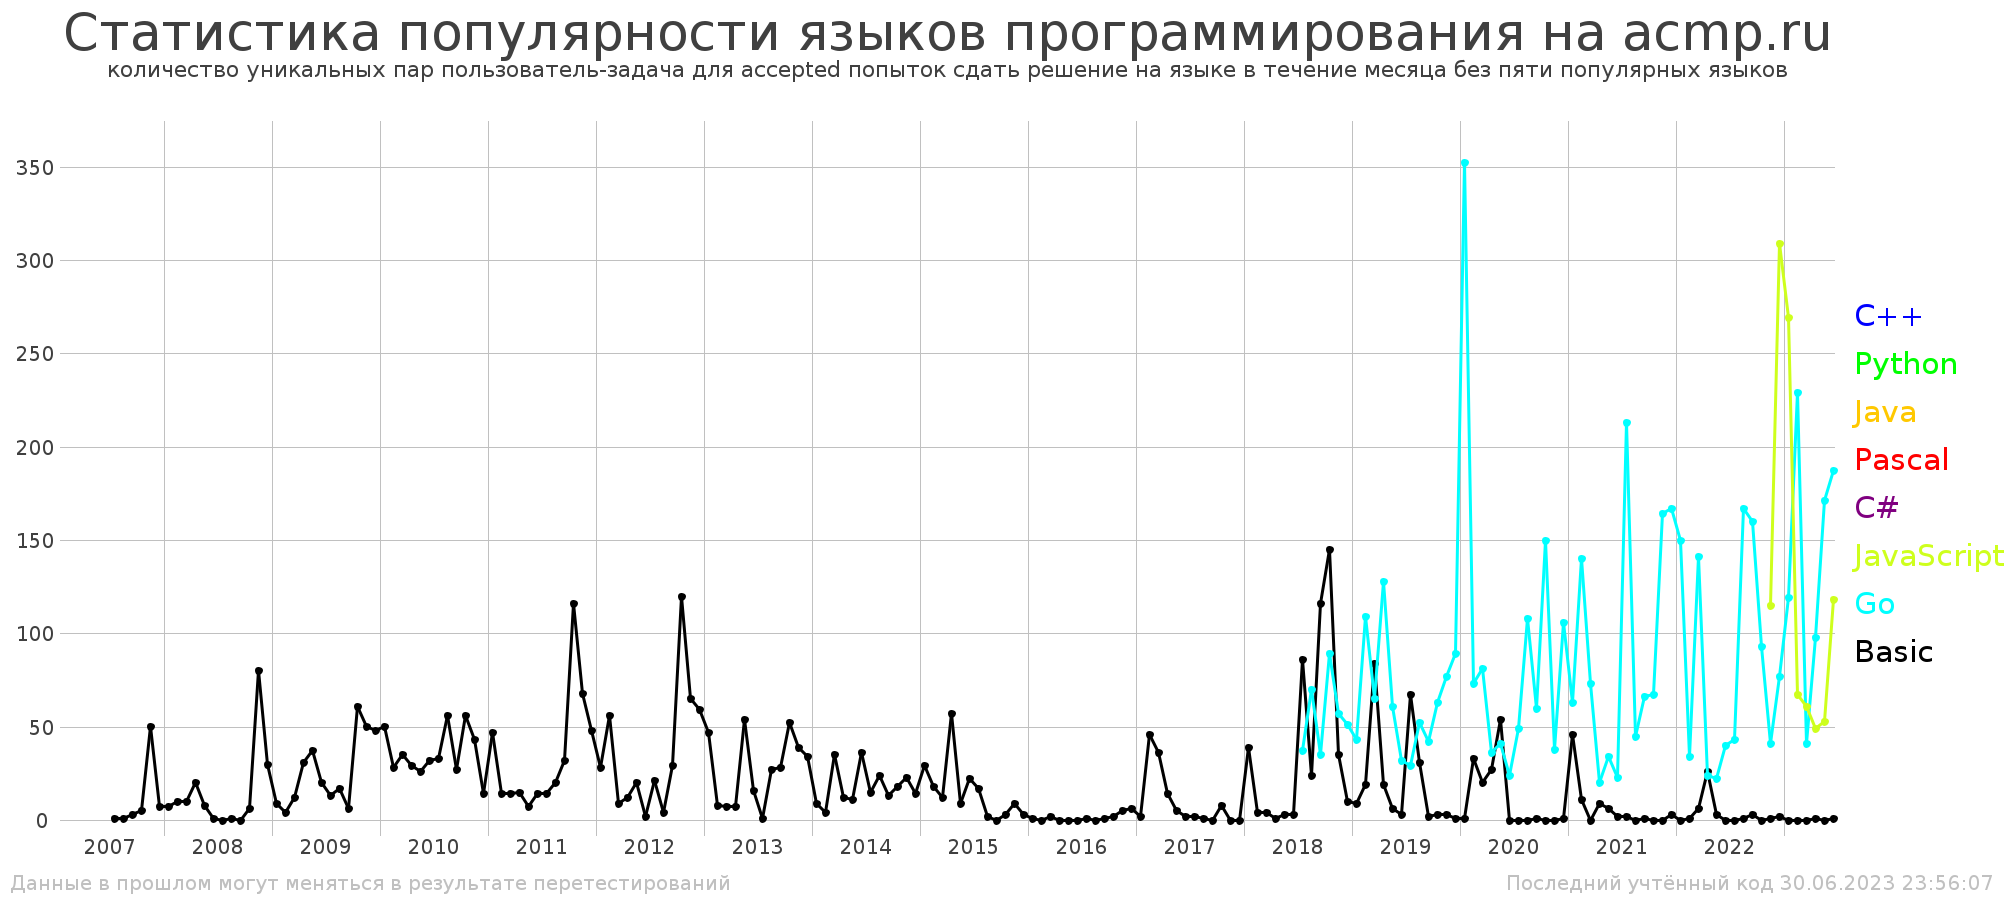 Статистика популярности языков программирования на acmp.ru
количество уникальных пар пользователь-задача для accepted попыток сдать решение на языке в течение месяца без пяти популярных языков
350
300
250
200
150
100
50
0
C++
Python
Java
Pascal
C#
JavaScript
Go
Basic
2007 2008 2009 2010 2011 2012 2013 2014 2015 2016 2017 2018 2019 2020 2021 2022
Данные в прошлом могут меняться в результате перетестирований
Последний учтённый код 30.06.2023 23:56:07